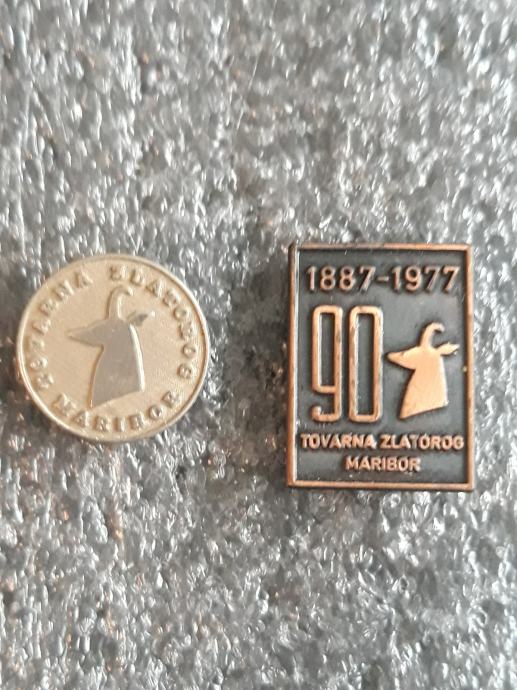 TOVARNA ZLATOROG
MARIBOR
1887-1977
90
TOVARNA ZLATOROG
MARIBOR